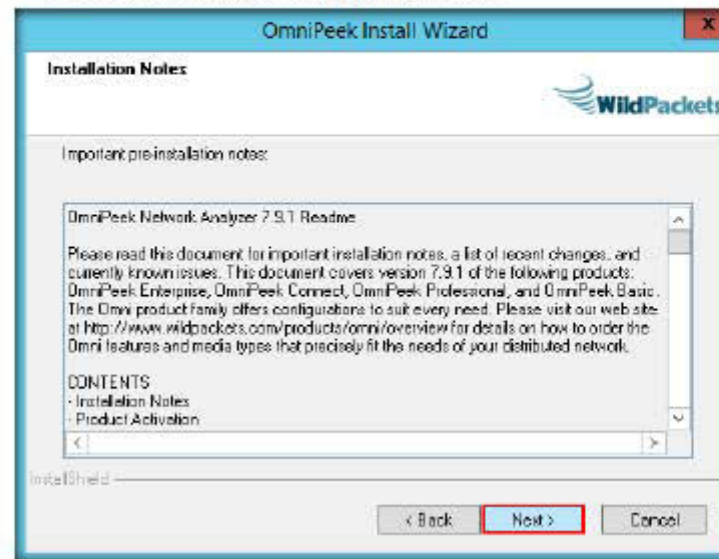 OmniPeek Install Wizard
x
Installation Notes
WildPackets
Important pre-installation notes:
OmniPeek Network Analyzer 7.9.1 Readme
Please read this document for important installation notes, a list of recent changes, and
currently known issues. This document covers version 7.9.1 of the following products:
OmniPeek Enterprise, OmniPeek Connect, OmniPeek Professional, and OmniPeek Basic.
The Omni product family offers configurations to suit every need. Please visit our web site
at http://www.wildpackets.com/products/omni/overview for details on how to order the
Omni features and media types that precisely fit the needs of your distributed network.
CONTENTS
- Installation Notes
- Product Activation
InstallShield
< Back
Next >
Cancel